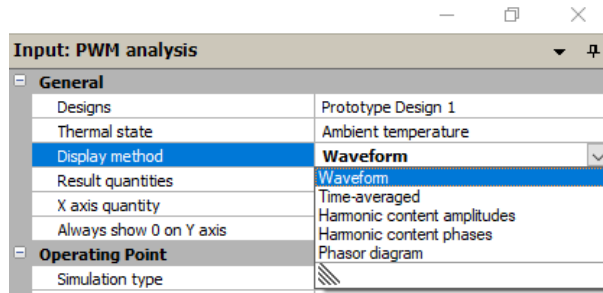 Input: PWM analysis
General
Designs Prototype Design 1
Thermal state Ambient temperature
Display method Waveform
Result quantities Waveform
X axis quantity Time-averaged
Always show 0 on Y axis Harmonic content amplitudes
Harmonic content phases
Operating Point Phasor diagram
Simulation type